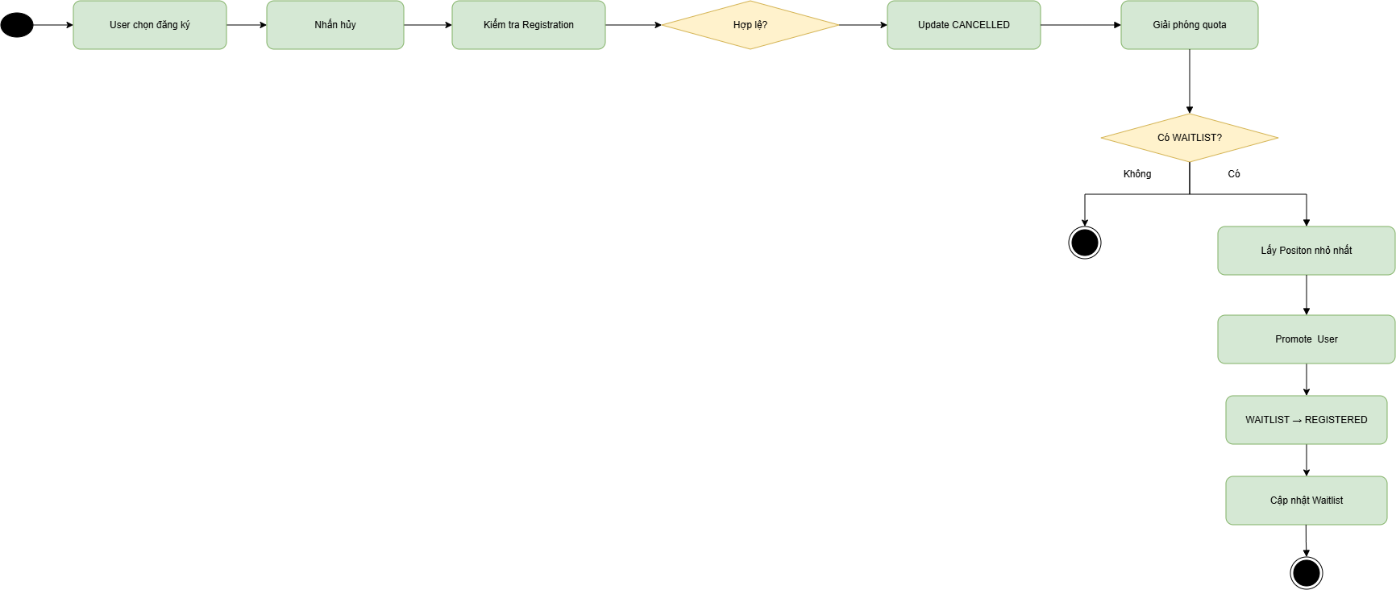 User chọn đăng ký
Nhấn hủy
Kiểm tra Registration
Hợp lệ?
Update CANCELLED
Giải phóng quota
Có WAITLIST?
Không
Có
Lấy Positon nhỏ nhất
Promote  User
WAITLIST → REGISTERED
Cập nhật Waitlist